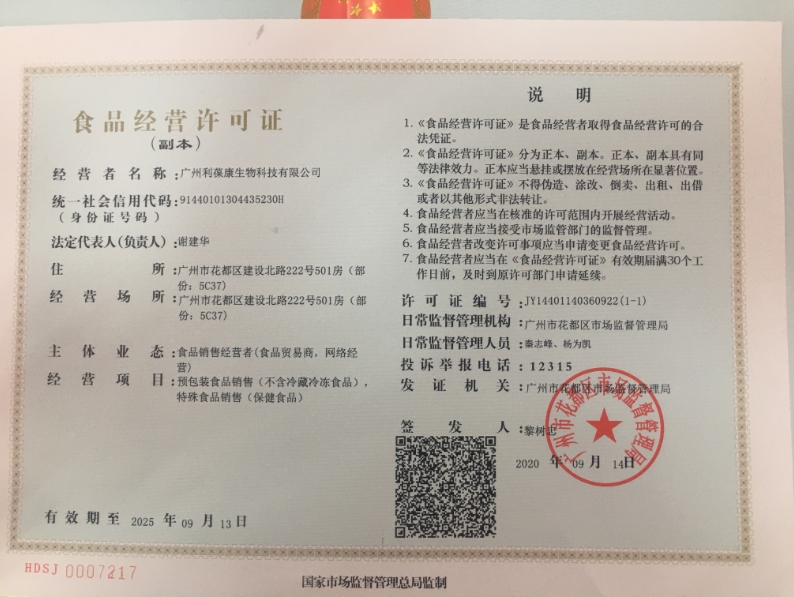 食品经营许可证
(副本)
经营者名称:广州利葆康生物科技有限公司
统一社会信用代码:91440101304435230H
(身份证号码)
法定代表人(负责人):谢建华
住所:广州市花都区建设北路222号501房(部
份:5C37)
经营场所:广州市花都区建设北路222号501房(部
份:5C37)
主体业态:食品销售经营者(食品贸易商,网络经
营)
经营项目:预包装食品销售(不含冷藏冷冻食品),
特殊食品销售(保健食品)
有效期至 2025 年 09 月 13 日
说 明
1.《食品经营许可证》是食品经营者取得食品经营许可的合
法凭证。
2.《食品经营许可证》分为正本、副本。正本、副本具有同
等法律效力。正本应当悬挂或摆放在经营场所在显著位置。
3.《食品经营许可证》不得伪造、涂改、倒卖、出租、出借
或者以其他形式非法转让。
4. 食品经营者应当在核准的许可范围内开展经营活动。
5. 食品经营者应当接受市场监管部门的监督管理。
6. 食品经营者改变许可事项应当申请变更食品经营许可。
7. 食品经营者应当在《食品经营许可证》有效期届满30个工
作日前,及时到原许可部门申请延续。
许可证编号:JY14401140360922(1-1)
日常监督管理机构:广州市花都区市场监督管理局
日常监督管理人员:秦志峰、杨为凯
投诉举报电话:12315
发证机关:广州市花都区市场监督管理局
签发人:黎树忠
广州市花都区市场监督管理局
2020 年 09 月 14日
HDSJ 0007217
国家市场监督管理总局监制